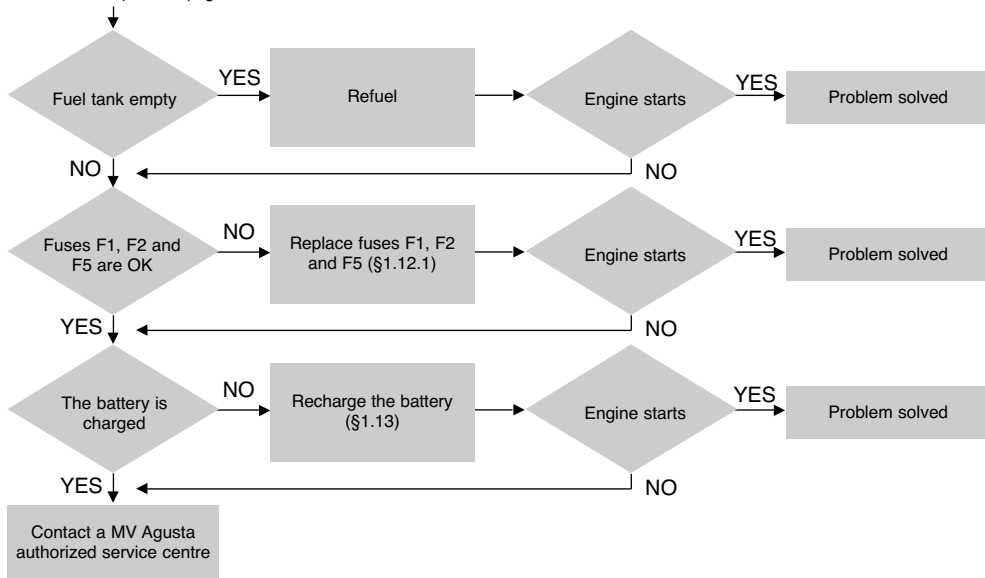 Fuel tank empty
YES
Refuel
Engine starts
YES
Problem solved
NO
NO
Fuses F1, F2 and
F5 are OK
NO
Replace fuses F1, F2
and F5 (§1.12.1)
Engine starts
YES
Problem solved
YES
NO
The battery is
charged
NO
Recharge the battery
(§1.13)
Engine starts
YES
Problem solved
YES
NO
Contact a MV Agusta
authorized service centre